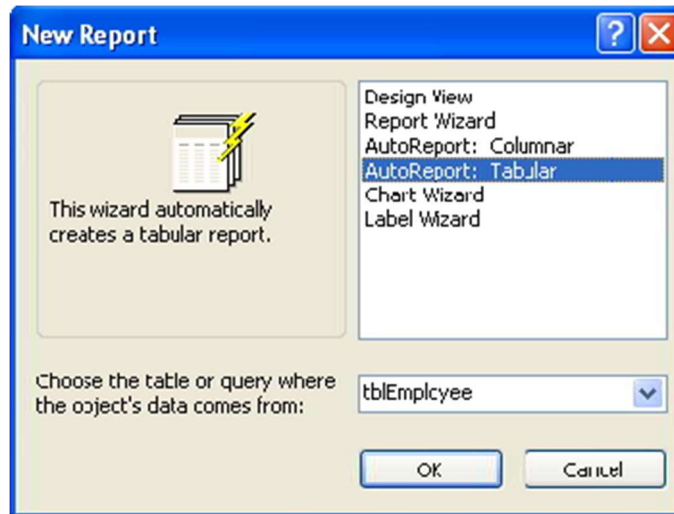 New Report
This wizard automatically
creates a tabular report.
Design View
Report Wizard
AutoReport: Columnar
AutoReport: Tabular
Chart Wizard
Label Wizard
Choose the table or query where
the object's data comes from:
tblEmployee
OK
Cancel